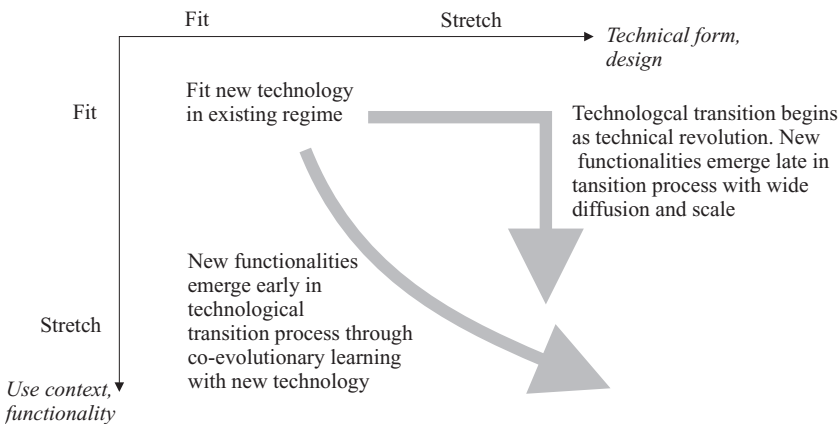 Fit
Stretch
Technical form,
design
Fit
Fit new technology
in existing regime
Technologcal transition begins
as technical revolution. New
functionalities emerge late in
tansition process with wide
diffusion and scale
New functionalities
emerge early in
technological
transition process through
co-evolutionary learning
with new technology
Stretch
Use context,
functionality